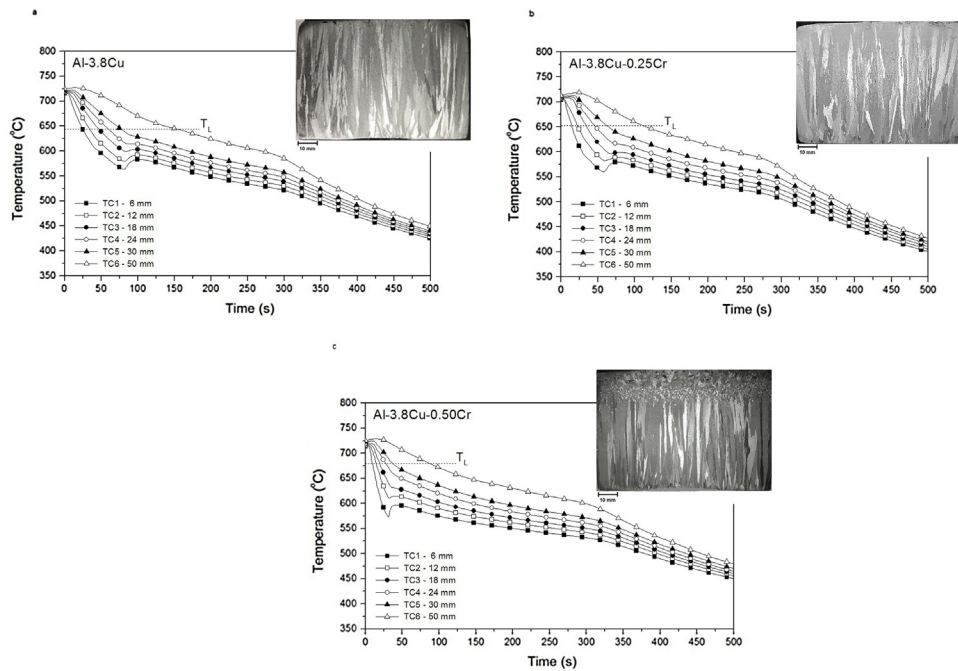 a
Al-3.8Cu
T_L
10 mm
Temperature (°C)
800
750
700
650
600
550
500
450
400
350
TC1 - 6 mm
TC2 - 12 mm
TC3 - 18 mm
TC4 - 24 mm
TC5 - 30 mm
TC6 - 50 mm
0 50 100 150 200 250 300 350 400 450 500
Time (s)
b
Al-3.8Cu-0.25Cr
T_L
10 mm
Temperature (°C)
800
750
700
650
600
550
500
450
400
350
TC1 - 6 mm
TC2 - 12 mm
TC3 - 18 mm
TC4 - 24 mm
TC5 - 30 mm
TC6 - 50 mm
0 50 100 150 200 250 300 350 400 450 500
Time (s)
c
Al-3.8Cu-0.50Cr
T_L
10 mm
Temperature (°C)
800
750
700
650
600
550
500
450
400
350
TC1 - 6 mm
TC2 - 12 mm
TC3 - 18 mm
TC4 - 24 mm
TC5 - 30 mm
TC6 - 50 mm
0 50 100 150 200 250 300 350 400 450 500
Time (s)